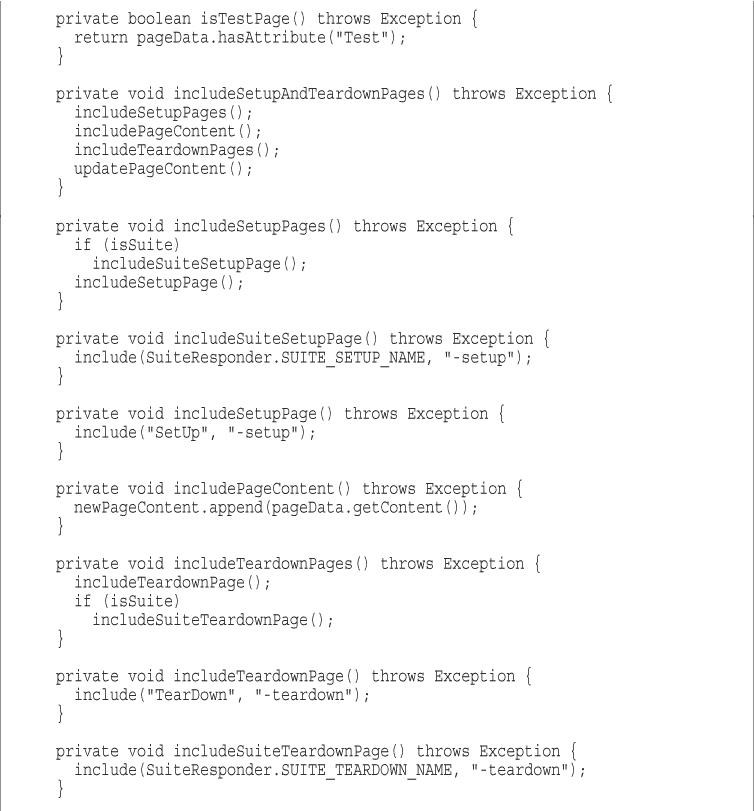 private boolean isTestPage() throws Exception {
return pageData.hasAttribute("Test");
}
private void includeSetupAndTeardownPages() throws Exception {
includeSetupPages();
includePageContent();
includeTeardownPages();
updatePageContent();
}
private void includeSetupPages() throws Exception {
if (isSuite)
includeSuiteSetupPage();
includeSetupPage();
}
private void includeSuiteSetupPage() throws Exception {
include(SuiteResponder.SUITE_SETUP_NAME, "-setup");
}
private void includeSetupPage() throws Exception {
include("SetUp", "-setup");
}
private void includePageContent() throws Exception {
newPageContent.append(pageData.getContent());
}
private void includeTeardownPages() throws Exception {
includeTeardownPage();
if (isSuite)
includeSuiteTeardownPage();
}
private void includeTeardownPage() throws Exception {
include("TearDown", "-teardown");
}
private void includeSuiteTeardownPage() throws Exception {
include(SuiteResponder.SUITE_TEARDOWN_NAME, "-teardown");
}